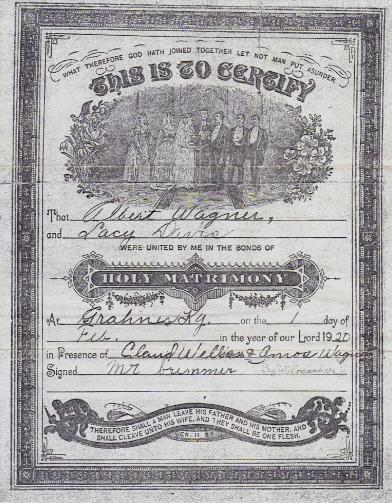 WHAT THEREFORE GOD HATH JOINED TOGETHER LET NOT MAN PUT ASUNDER
THIS IS TO CERTIFY
That Albert Wagner,
and Lacy Davis
WERE UNITED BY ME IN THE BONDS OF
HOLY MATRIMONY
At Ky. on the 1 day of
Feb. in the year of our Lord 1920
in Presence of Claud & Amos Wagner
Signed Mr
THEREFORE SHALL A MAN LEAVE HIS FATHER AND HIS MOTHER, AND
SHALL CLEAVE UNTO HIS WIFE, AND THEY SHALL BE ONE FLESH.